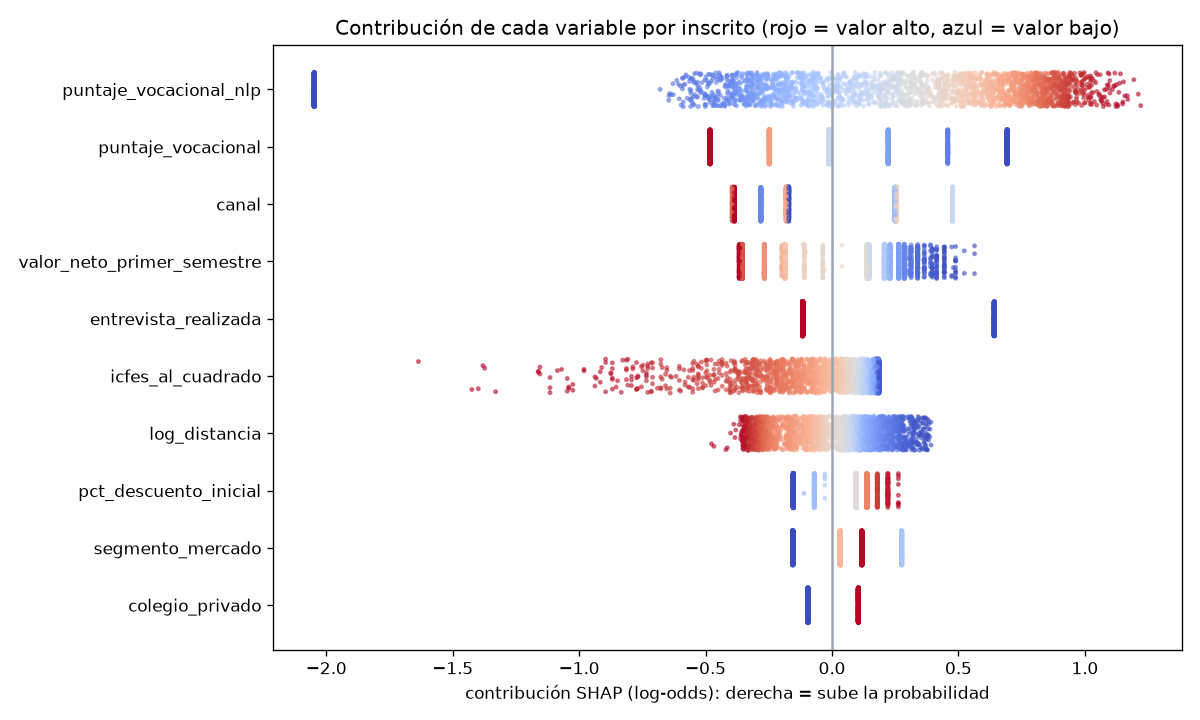 Contribución de cada variable por inscrito (rojo = valor alto, azul = valor bajo)
puntaje_vocacional_nlp
puntaje_vocacional
canal
valor_neto_primer_semestre
entrevista_realizada
icfes_al_cuadrado
log_distancia
pct_descuento_inicial
segmento_mercado
colegio_privado
−2.0 −1.5 −1.0 −0.5 0.0 0.5 1.0
contribución SHAP (log-odds): derecha = sube la probabilidad